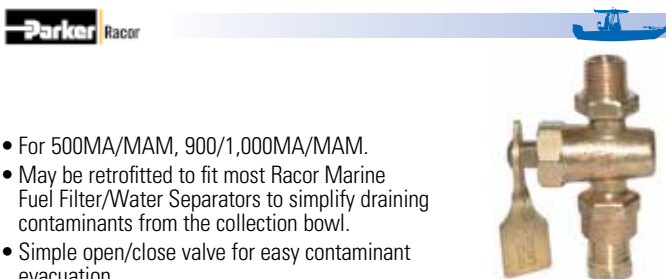 Parker Racor
• For 500MA/MAM, 900/1,000MA/MAM.
• May be retrofitted to fit most Racor Marine
Fuel Filter/Water Separators to simplify draining
contaminants from the collection bowl.
• Simple open/close valve for easy contaminant
evacuation